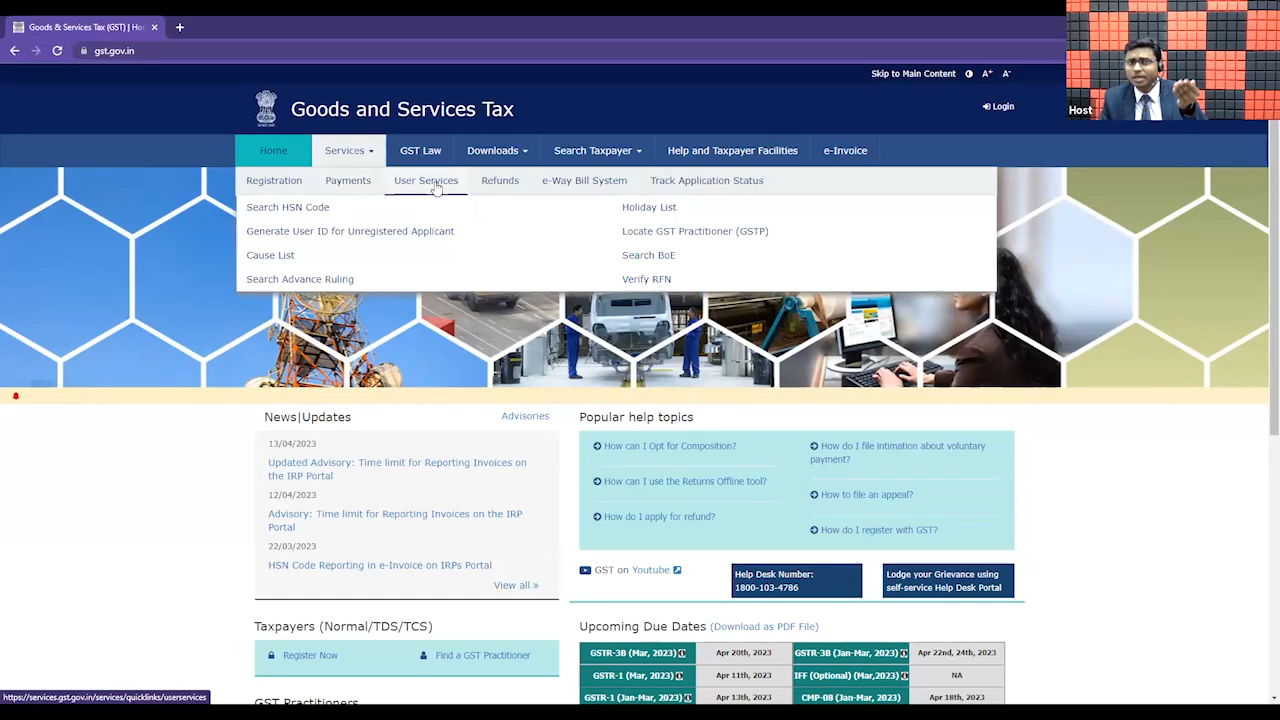 Goods & Services Tax (GST) | Ho
gst.gov.in
Host
Skip to Main Content A+ A-
Goods and Services Tax
Login
Home Services GST Law Downloads Search Taxpayer Help and Taxpayer Facilities e-Invoice
Registration Payments User Services Refunds e-Way Bill System Track Application Status
Search HSN Code
Holiday List
Generate User ID for Unregistered Applicant
Locate GST Practitioner (GSTP)
Cause List
Search BoE
Search Advance Ruling
Verify RFN
News|Updates
Advisories
13/04/2023
Updated Advisory: Time limit for Reporting Invoices on
the IRP Portal
12/04/2023
Advisory: Time limit for Reporting Invoices on the IRP
Portal
22/03/2023
HSN Code Reporting in e-Invoice on IRPs Portal
View all »
Popular help topics
How can I Opt for Composition?
How can I use the Returns Offline tool?
How do I apply for refund?
How do I file intimation about voluntary
payment?
How to file an appeal?
How do I register with GST?
GST on Youtube
Help Desk Number:
1800-103-4786
Lodge your Grievance using
self-service Help Desk Portal
Taxpayers (Normal/TDS/TCS)
Register Now
Find a GST Practitioner
Upcoming Due Dates (Download as PDF File)
GSTR-3B (Mar, 2023) Apr 20th, 2023 GSTR-3B (Jan-Mar, 2023) Apr 22nd, 24th, 2023
GSTR-1 (Mar, 2023) Apr 11th, 2023 IFF (Optional) (Mar,2023) NA
GSTR-1 (Jan-Mar, 2023) Apr 13th, 2023 CMP-08 (Jan-Mar,2023) Apr 18th, 2023
https://services.gst.gov.in/services/quicklinks/userservices
GST Practitioners